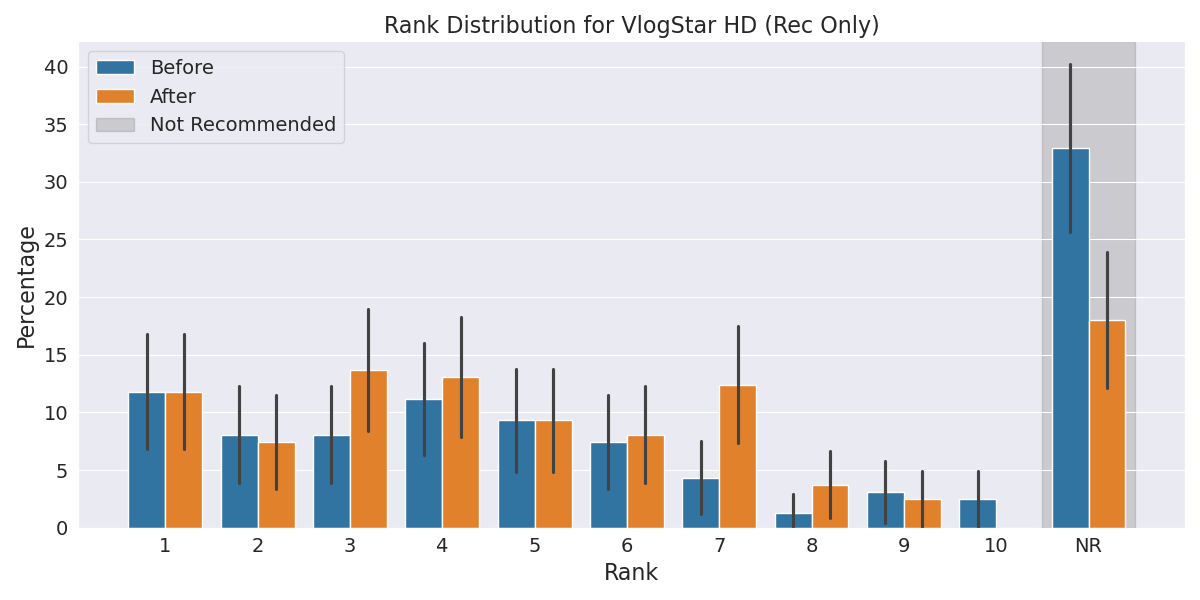 Rank Distribution for VlogStar HD (Rec Only)
Before
After
Not Recommended
Percentage
40
35
30
25
20
15
10
5
0
1 2 3 4 5 6 7 8 9 10 NR
Rank